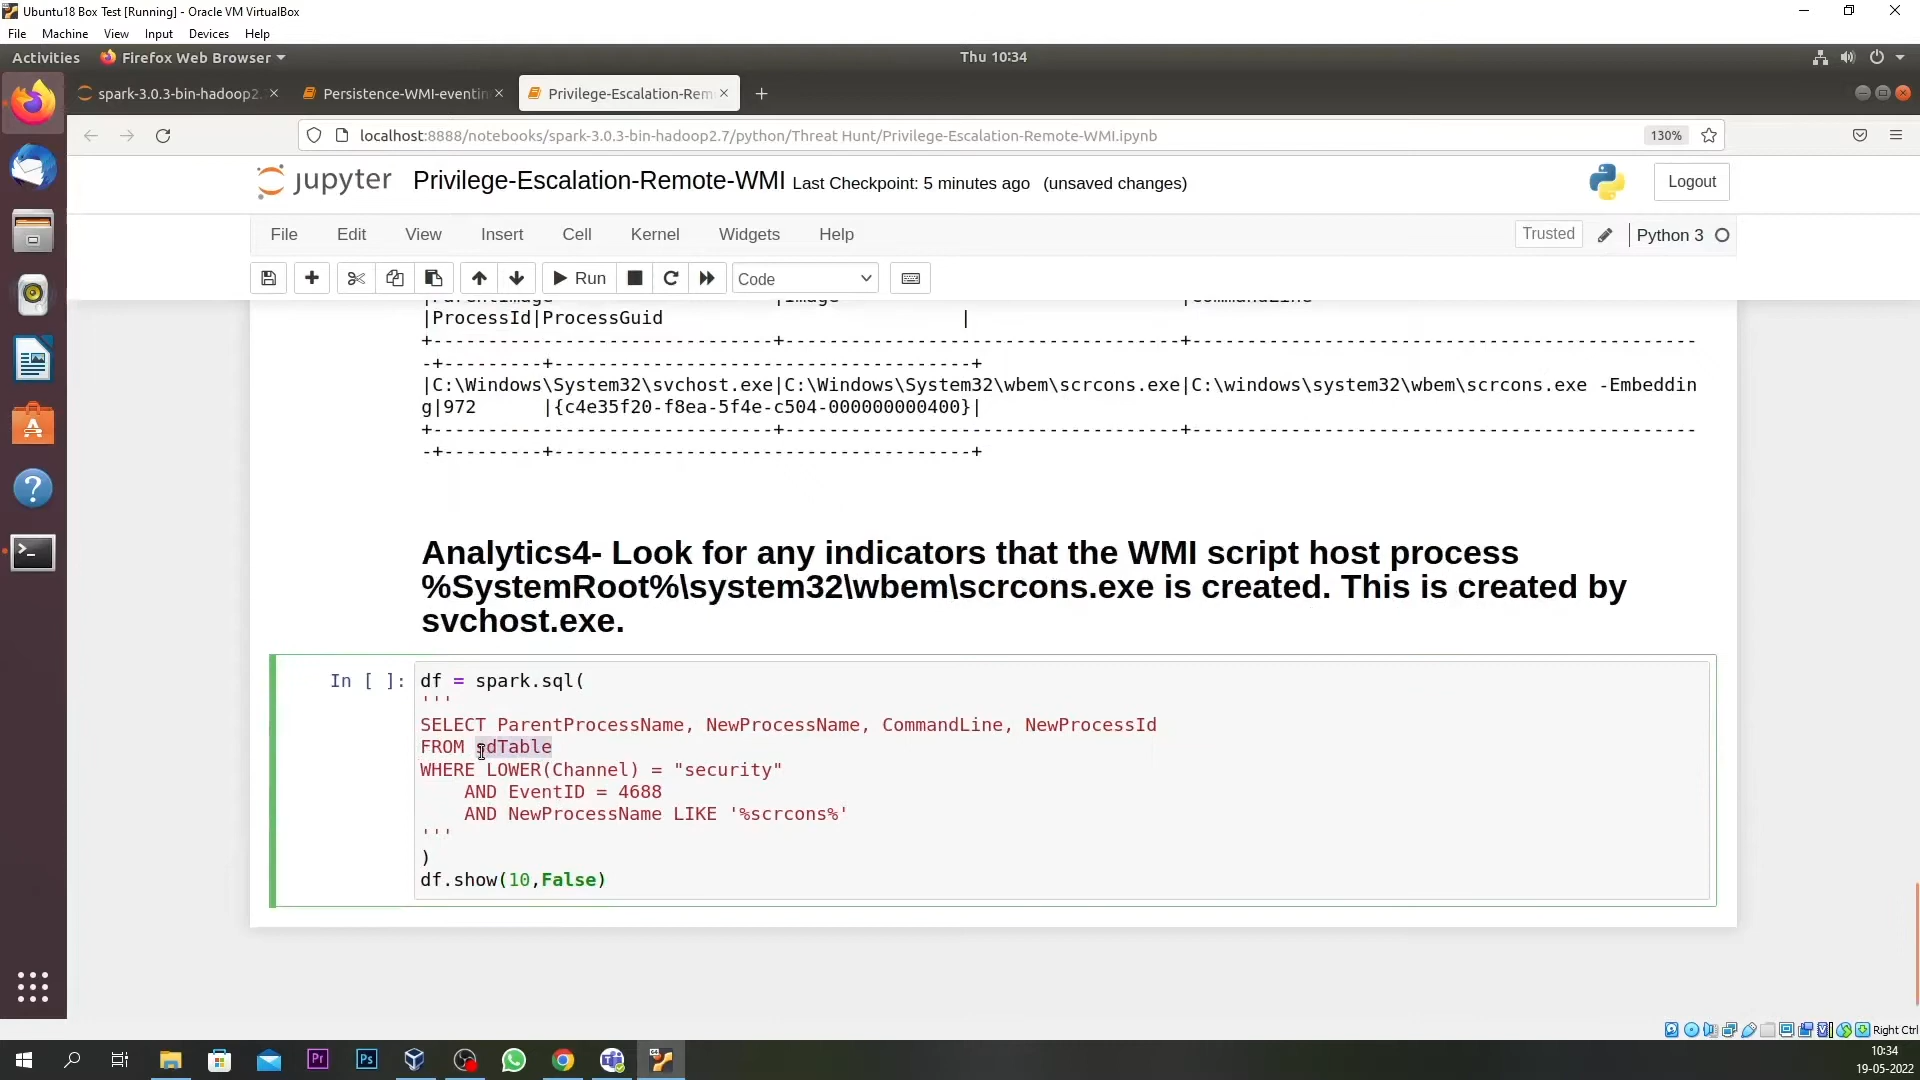 Ubuntu18 Box Test [Running] - Oracle VM VirtualBox
File Machine View Input Devices Help
Activities Firefox Web Browser Thu 10:34
spark-3.0.3-bin-hadoop2. Persistence-WMI-eventin Privilege-Escalation-Rem
localhost:8888/notebooks/spark-3.0.3-bin-hadoop2.7/python/Threat Hunt/Privilege-Escalation-Remote-WMI.ipynb 130%
jupyter Privilege-Escalation-Remote-WMI Last Checkpoint: 5 minutes ago (unsaved changes) Logout
File Edit View Insert Cell Kernel Widgets Help Trusted Python 3
Run Code
|ParentImage |Image |CommandLine
|ProcessId|ProcessGuid |
+-------------------------------+------------------------------------+----------------------------------------------
-+---------+--------------------------------------+
|C:\Windows\System32\svchost.exe|C:\Windows\System32\wbem\scrcons.exe|C:\windows\system32\wbem\scrcons.exe -Embeddin
g|972 |{c4e35f20-f8ea-5f4e-c504-000000000400}|
+-------------------------------+------------------------------------+----------------------------------------------
-+---------+--------------------------------------+
Analytics4- Look for any indicators that the WMI script host process
%SystemRoot%\system32\wbem\scrcons.exe is created. This is created by
svchost.exe.
In [ ]: df = spark.sql(
'''
SELECT ParentProcessName, NewProcessName, CommandLine, NewProcessId
FROM sdTable
WHERE LOWER(Channel) = "security"
AND EventID = 4688
AND NewProcessName LIKE '%scrcons%'
'''
)
df.show(10,False)
Right Ctrl
Pr Ps
10:34
19-05-2022